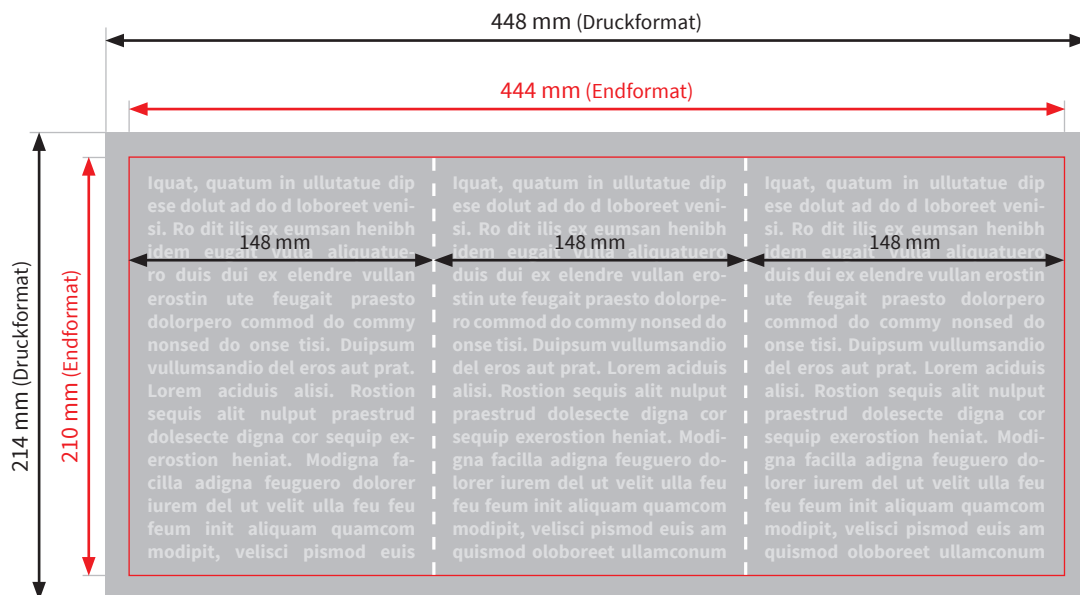 448 mm (Druckformat)
444 mm (Endformat)
214 mm (Druckformat)
210 mm (Endformat)
Iquat, quatum in ullutatue dip
ese dolut ad do d loboreet veni-
si. Ro dit ilis ex eumsan henibh
idem eugait vulla aliquatue
148 mm
ro duis dui ex elendre vullan
erostin ute feugait praesto
dolorpero commod do commy
nonsed do onse tisi. Duipsum
vullumsandio del eros aut prat.
Lorem aciduis alisi. Rostion
sequis alit nulput praestrud
dolesecte digna cor sequip ex-
erostion heniat. Modigna fa-
cilla adigna feuguero dolorer
iurem del ut velit ulla feu feu
feum init aliquam quamcom
modipit, velisci pismod euis
Iquat, quatum in ullutatue dip
ese dolut ad do d loboreet veni-
si. Ro dit ilis ex eumsan henibh
idem eugait vulla aliquatuero
148 mm
duis dui ex elendre vullan ero-
stin ute feugait praesto dolorpe-
ro commod do commy nonsed do
onse tisi. Duipsum vullumsandio
del eros aut prat. Lorem aciduis
alisi. Rostion sequis alit nulput
praestrud dolesecte digna cor
sequip exerostion heniat. Modi-
gna facilla adigna feuguero do-
lorer iurem del ut velit ulla feu
feu feum init aliquam quamcom
modipit, velisci pismod euis am
quismod oloboreet ullamconum
Iquat, quatum in ullutatue dip
ese dolut ad do d loboreet veni-
si. Ro dit ilis ex eumsan henibh
idem eugait vulla aliquatuero
148 mm
duis dui ex elendre vullan erostin
ute feugait praesto dolorpero
commod do commy nonsed do
onse tisi. Duipsum vullumsandio
del eros aut prat. Lorem aciduis
alisi. Rostion sequis alit nulput
praestrud dolesecte digna cor
sequip exerostion heniat. Modi-
gna facilla adigna feuguero do-
lorer iurem del ut velit ulla feu
feu feum init aliquam quamcom
modipit, velisci pismod euis am
quismod oloboreet ullamconum